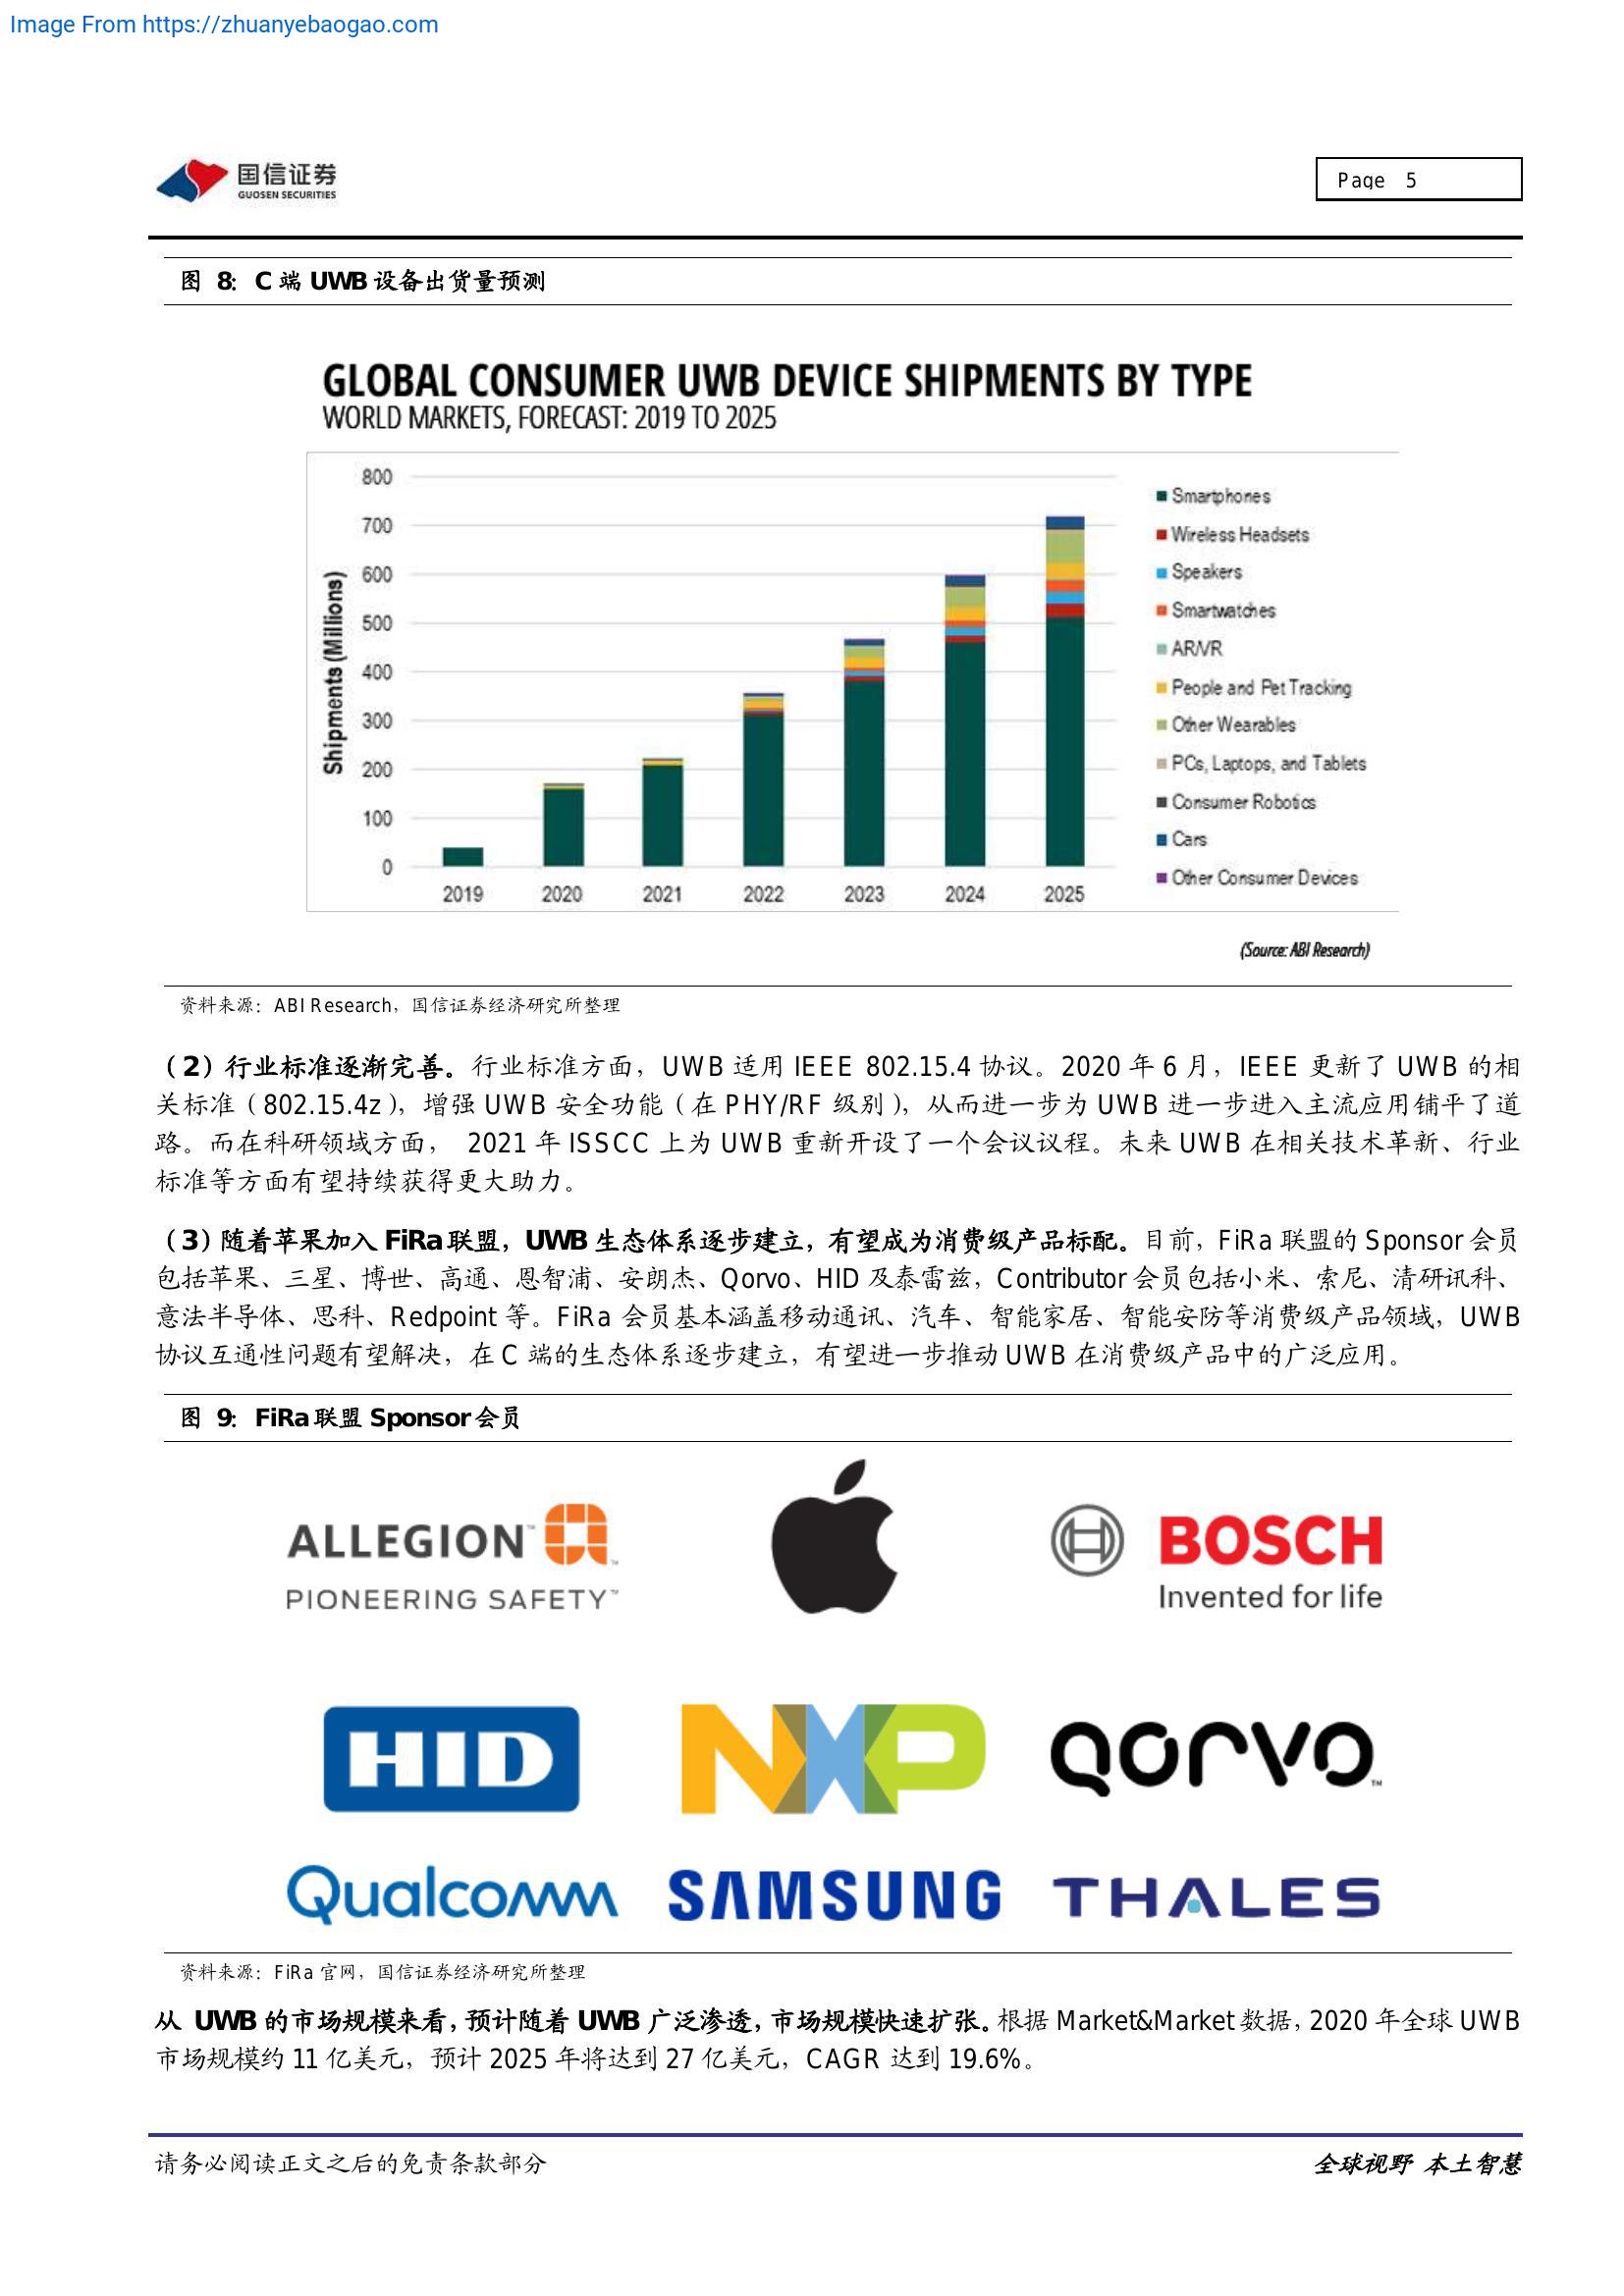 Image From https://zhuanyebaogao.com
国信证券
GUOSEN SECURITIES
Page 5
图 8：C 端 UWB 设备出货量预测
GLOBAL CONSUMER UWB DEVICE SHIPMENTS BY TYPE
WORLD MARKETS, FORECAST: 2019 TO 2025
Shipments (Millions)
800
700
600
500
400
300
200
100
0
2019 2020 2021 2022 2023 2024 2025
Smartphones
Wireless Headsets
Speakers
Smartwatches
AR/VR
People and Pet Tracking
Other Wearables
PCs, Laptops, and Tablets
Consumer Robotics
Cars
Other Consumer Devices
(Source: ABI Research)
资料来源：ABI Research，国信证券经济研究所整理
（2）行业标准逐渐完善。行业标准方面，UWB 适用 IEEE 802.15.4 协议。2020 年 6 月，IEEE 更新了 UWB 的相
关标准（802.15.4z），增强 UWB 安全功能（在 PHY/RF 级别），从而进一步为 UWB 进一步进入主流应用铺平了道
路。而在科研领域方面， 2021 年 ISSCC 上为 UWB 重新开设了一个会议议程。未来 UWB 在相关技术革新、行业
标准等方面有望持续获得更大助力。
（3）随着苹果加入 FiRa 联盟，UWB 生态体系逐步建立，有望成为消费级产品标配。目前，FiRa 联盟的 Sponsor 会员
包括苹果、三星、博世、高通、恩智浦、安朗杰、Qorvo、HID 及泰雷兹，Contributor 会员包括小米、索尼、清研讯科、
意法半导体、思科、Redpoint 等。FiRa 会员基本涵盖移动通讯、汽车、智能家居、智能安防等消费级产品领域，UWB
协议互通性问题有望解决，在 C 端的生态体系逐步建立，有望进一步推动 UWB 在消费级产品中的广泛应用。
图 9：FiRa 联盟 Sponsor 会员
ALLEGION™
PIONEERING SAFETY™
BOSCH
Invented for life
HID
NXP
QORVO™
Qualcomm
SAMSUNG
THALES
资料来源：FiRa 官网，国信证券经济研究所整理
从 UWB 的市场规模来看，预计随着 UWB 广泛渗透，市场规模快速扩张。根据 Market&Market 数据，2020 年全球 UWB
市场规模约 11 亿美元，预计 2025 年将达到 27 亿美元，CAGR 达到 19.6%。
请务必阅读正文之后的免责条款部分
全球视野 本土智慧